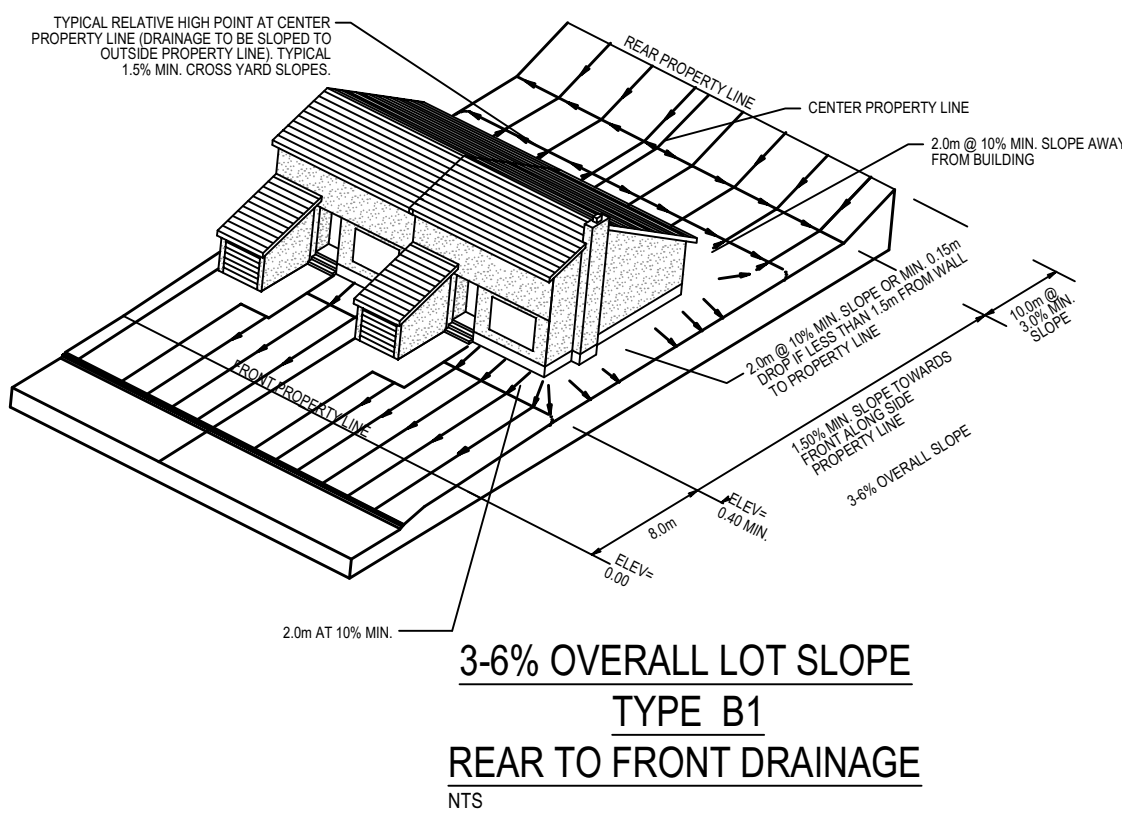 TYPICAL RELATIVE HIGH POINT AT CENTER
PROPERTY LINE (DRAINAGE TO BE SLOPED TO
OUTSIDE PROPERTY LINE). TYPICAL
1.5% MIN. CROSS YARD SLOPES.
REAR PROPERTY LINE
CENTER PROPERTY LINE
2.0m @ 10% MIN. SLOPE AWAY
FROM BUILDING
2.0m @ 10% MIN. SLOPE OR MIN. 0.15m
DROP IF LESS THAN 1.5m FROM WALL
TO PROPERTY LINE
10.0m @
3.0% MIN.
SLOPE
1.50% MIN. SLOPE TOWARDS
FRONT ALONG SIDE
PROPERTY LINE
3-6% OVERALL SLOPE
FRONT PROPERTY LINE
8.0m
ELEV=
0.40 MIN.
ELEV=
0.00
2.0m AT 10% MIN.
3-6% OVERALL LOT SLOPE
TYPE B1
REAR TO FRONT DRAINAGE
NTS